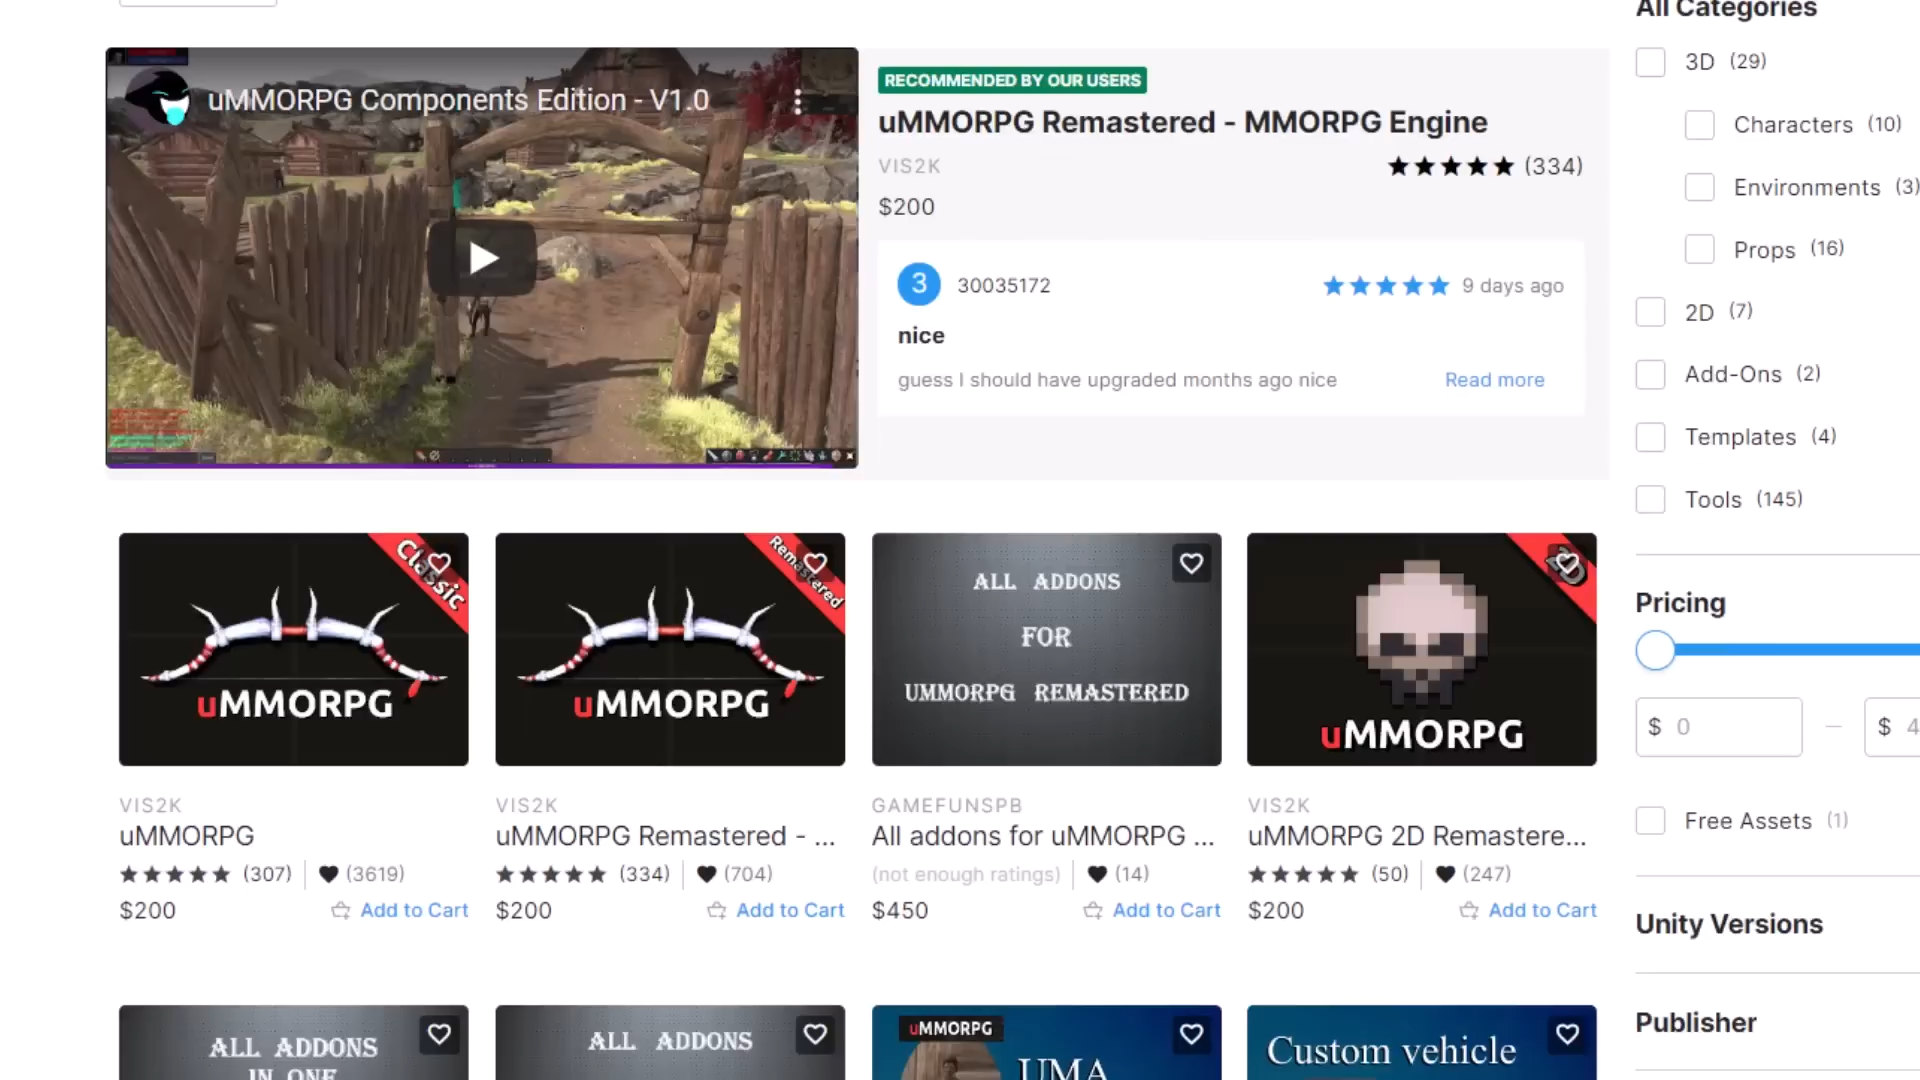 uMMORPG Components Edition - V1.0
RECOMMENDED BY OUR USERS
uMMORPG Remastered - MMORPG Engine
VIS2K
(334)
$200
3
30035172
9 days ago
nice
guess I should have upgraded months ago nice
Read more
Classic
uMMORPG
VIS2K
uMMORPG
(307)
(3619)
$200
Add to Cart
Remastered
uMMORPG
VIS2K
uMMORPG Remastered - ...
(334)
(704)
$200
Add to Cart
ALL ADDONS
FOR
UMMORPG REMASTERED
GAMEFUNSPB
All addons for uMMORPG ...
(not enough ratings)
(14)
$450
Add to Cart
2D
uMMORPG
VIS2K
uMMORPG 2D Remastere...
(50)
(247)
$200
Add to Cart
ALL ADDONS
IN ONE
ALL ADDONS
uMMORPG
UMA
Custom vehicle
All Categories
3D (29)
Characters (10)
Environments (3)
Props (16)
2D (7)
Add-Ons (2)
Templates (4)
Tools (145)
Pricing
$ 0
$ 4
Free Assets (1)
Unity Versions
Publisher